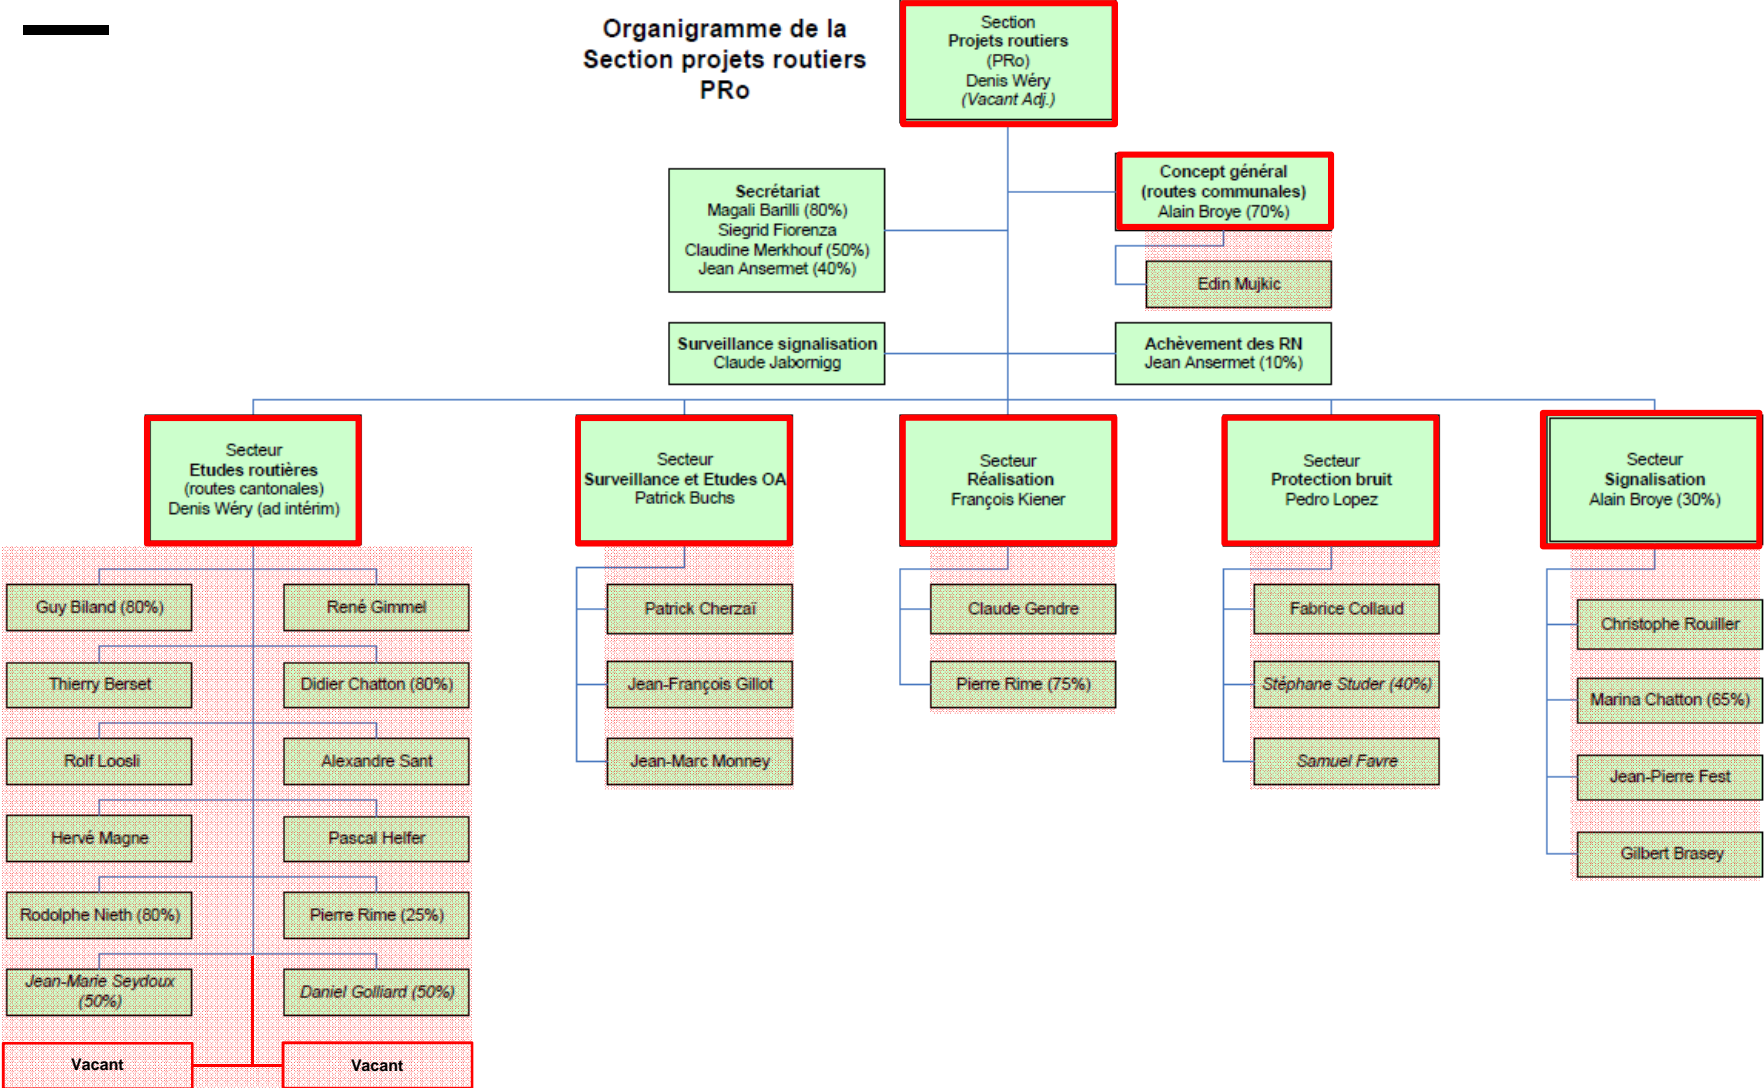 Organigramme de la
Section projets routiers
PRo
Section
Projets routiers
(PRo)
Denis Wéry
(Vacant Adj.)
Secrétariat
Magali Barilli (80%)
Siegrid Fiorenza
Claudine Merkhouf (50%)
Jean Ansermet (40%)
Concept général
(routes communales)
Alain Broye (70%)
Edin Mujkic
Surveillance signalisation
Claude Jabornigg
Achèvement des RN
Jean Ansermet (10%)
Secteur
Etudes routières
(routes cantonales)
Denis Wéry (ad intérim)
Secteur
Surveillance et Etudes OA
Patrick Buchs
Secteur
Réalisation
François Kiener
Secteur
Protection bruit
Pedro Lopez
Secteur
Signalisation
Alain Broye (30%)
Guy Biland (80%)
René Gimmel
Thierry Berset
Didier Chatton (80%)
Rolf Loosli
Alexandre Sant
Hervé Magne
Pascal Helfer
Rodolphe Nieth (80%)
Pierre Rime (25%)
Jean-Marie Seydoux
(50%)
Daniel Golliard (50%)
Vacant
Vacant
Patrick Cherzaï
Jean-François Gillot
Jean-Marc Monney
Claude Gendre
Pierre Rime (75%)
Fabrice Collaud
Stéphane Studer (40%)
Samuel Favre
Christophe Rouiller
Marina Chatton (65%)
Jean-Pierre Fest
Gilbert Brasey